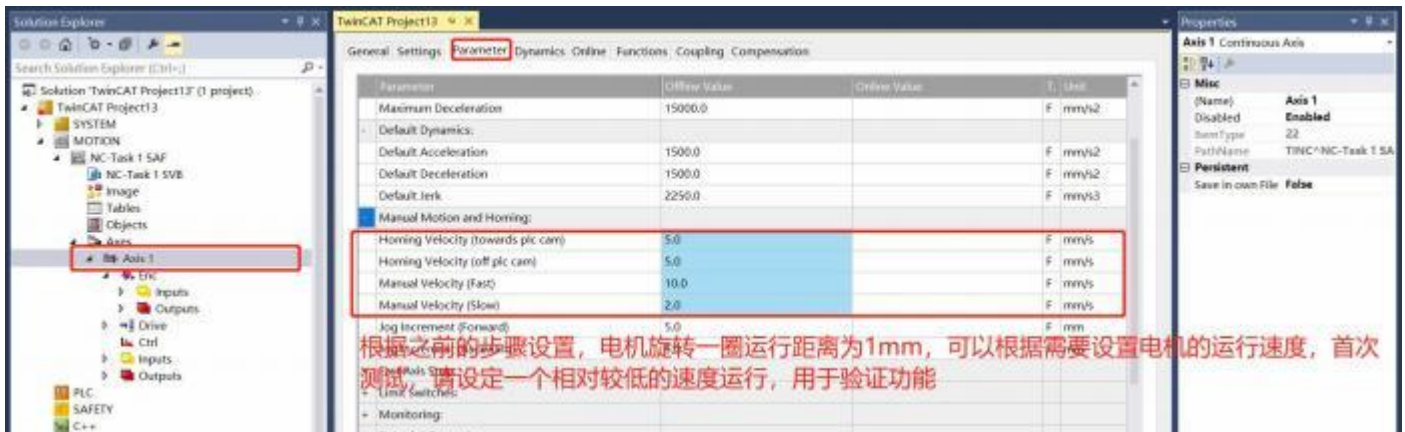 Solution Explorer
Search Solution Explorer (Ctrl+;)
Solution 'TwinCAT Project13' (1 project)
TwinCAT Project13
SYSTEM
MOTION
NC-Task 1 SAF
NC-Task 1 SVB
Image
Tables
Objects
Axes
Axis 1
Enc
Inputs
Outputs
Drive
Ctrl
Inputs
Outputs
PLC
SAFETY
C++
TwinCAT Project13
General Settings Parameter Dynamics Online Functions Coupling Compensation
Parameter Offline Value Online Value T. Unit
Maximum Deceleration 15000.0 F mm/s2
- Default Dynamics:
Default Acceleration 1500.0 F mm/s2
Default Deceleration 1500.0 F mm/s2
Default Jerk 2250.0 F mm/s3
Manual Motion and Homing:
Homing Velocity (towards plc cam) 5.0 F mm/s
Homing Velocity (off plc cam) 5.0 F mm/s
Manual Velocity (Fast) 10.0 F mm/s
Manual Velocity (Slow) 2.0 F mm/s
Jog Increment (Forward) 5.0 F mm
根据之前的步骤设置，电机旋转一圈运行距离为1mm，可以根据需要设置电机的运行速度，首次
测试，请设定一个相对较低的速度运行，用于验证功能
+ Limit Switches:
+ Monitoring:
Properties
Axis 1 Continuous Axis
Misc
(Name) Axis 1
Disabled Enabled
ItemType 22
PathName TINC^NC-Task 1 SA
Persistent
Save in own File False